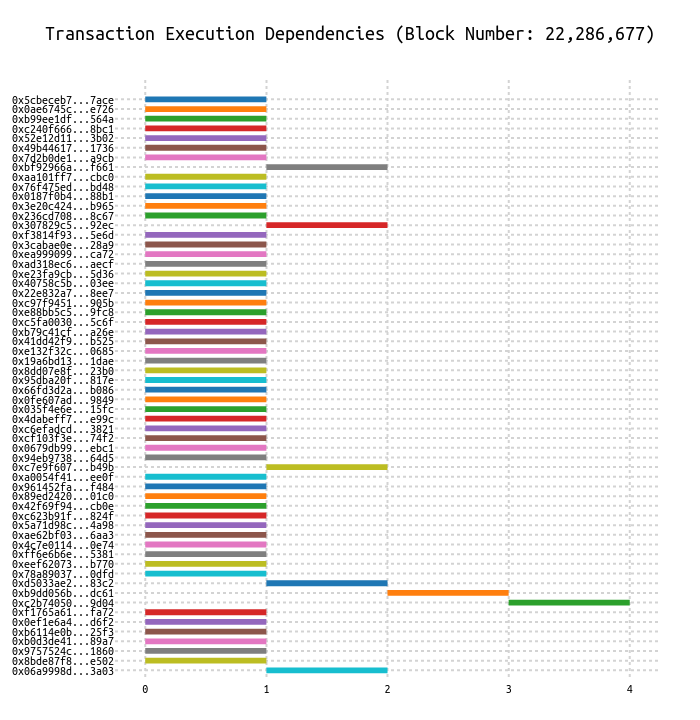 Transaction Execution Dependencies (Block Number: 22,286,677)
0x5cbeceb7...7ace
0x0ae6745c...e726
0xb99ee1df...564a
0xc240f666...8bc1
0x52e12d11...3b02
0x49b44617...1736
0x7d2b0de1...a9cb
0xbf92966a...f661
0xaa101ff7...cbc0
0x76f475ed...bd48
0x0187f0b4...88b1
0x3e20c424...b965
0x236cd708...8c67
0x307829c5...92ec
0xf3814f93...5e6d
0x3cabae0e...28a9
0xea999099...ca72
0xad318ec6...aecf
0xe23fa9cb...5d36
0x40758c5b...03ee
0x22e832a7...8ee7
0xc97f9451...905b
0xe88bb5c5...9fc8
0xc5fa0030...5c6f
0xb79c41cf...a26e
0x41dd42f9...b525
0xe132f32c...0685
0x19a6bd13...1dae
0x8dd07e8f...23b0
0x95dba20f...817e
0x66fd3d2a...b086
0x0fe607ad...9849
0x035f4e6e...15fc
0x4dabeff7...e99c
0xc6efadcd...3821
0xcf103f3e...74f2
0x0679db99...ebc1
0x94eb9738...64d5
0xc7e9f607...b49b
0xa0054f41...ee0f
0x961452fa...f484
0x89ed2420...01c0
0x42f69f94...cb0e
0xc623b91f...824f
0x5a71d98c...4a98
0xae62bf03...6aa3
0x4c7e0114...0e74
0xff6e6b6e...5381
0xeef62073...b770
0x78a89037...0dfd
0xd5033ae2...83c2
0xb9dd056b...dc61
0xc2b74050...9d04
0xf1765a61...fa72
0x0ef1e6a4...d6f2
0xb6114e0b...25f3
0xb0d3de41...89a7
0x9757524c...1860
0x8bde87f8...e502
0x06a9998d...3a03
0 1 2 3 4